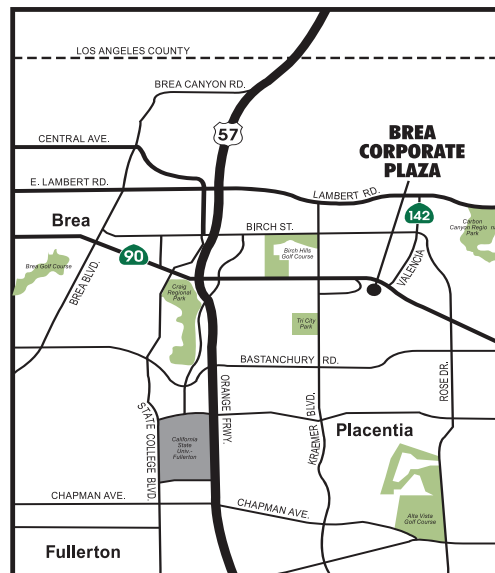 LOS ANGELES COUNTY
BREA CANYON RD.
57
CENTRAL AVE.
BREA
CORPORATE
PLAZA
E. LAMBERT RD.
LAMBERT RD.
142
Carbon
Canyon Regio n
Park
Brea
BIRCH ST.
90
Birch Hills
Golf Course
Brea Golf Course
BREA BLVD.
VALENCIA
Craig
Regional
Park
Tri City
Park
BASTANCHURY RD.
ORANGE FRWY.
ROSE DR.
STATE COLLEGE BLVD.
KRAEMER BLVD.
California
State
Univ.-
Fullerton
Placentia
CHAPMAN AVE.
CHAPMAN AVE.
Alta Vista
Golf Course
Fullerton